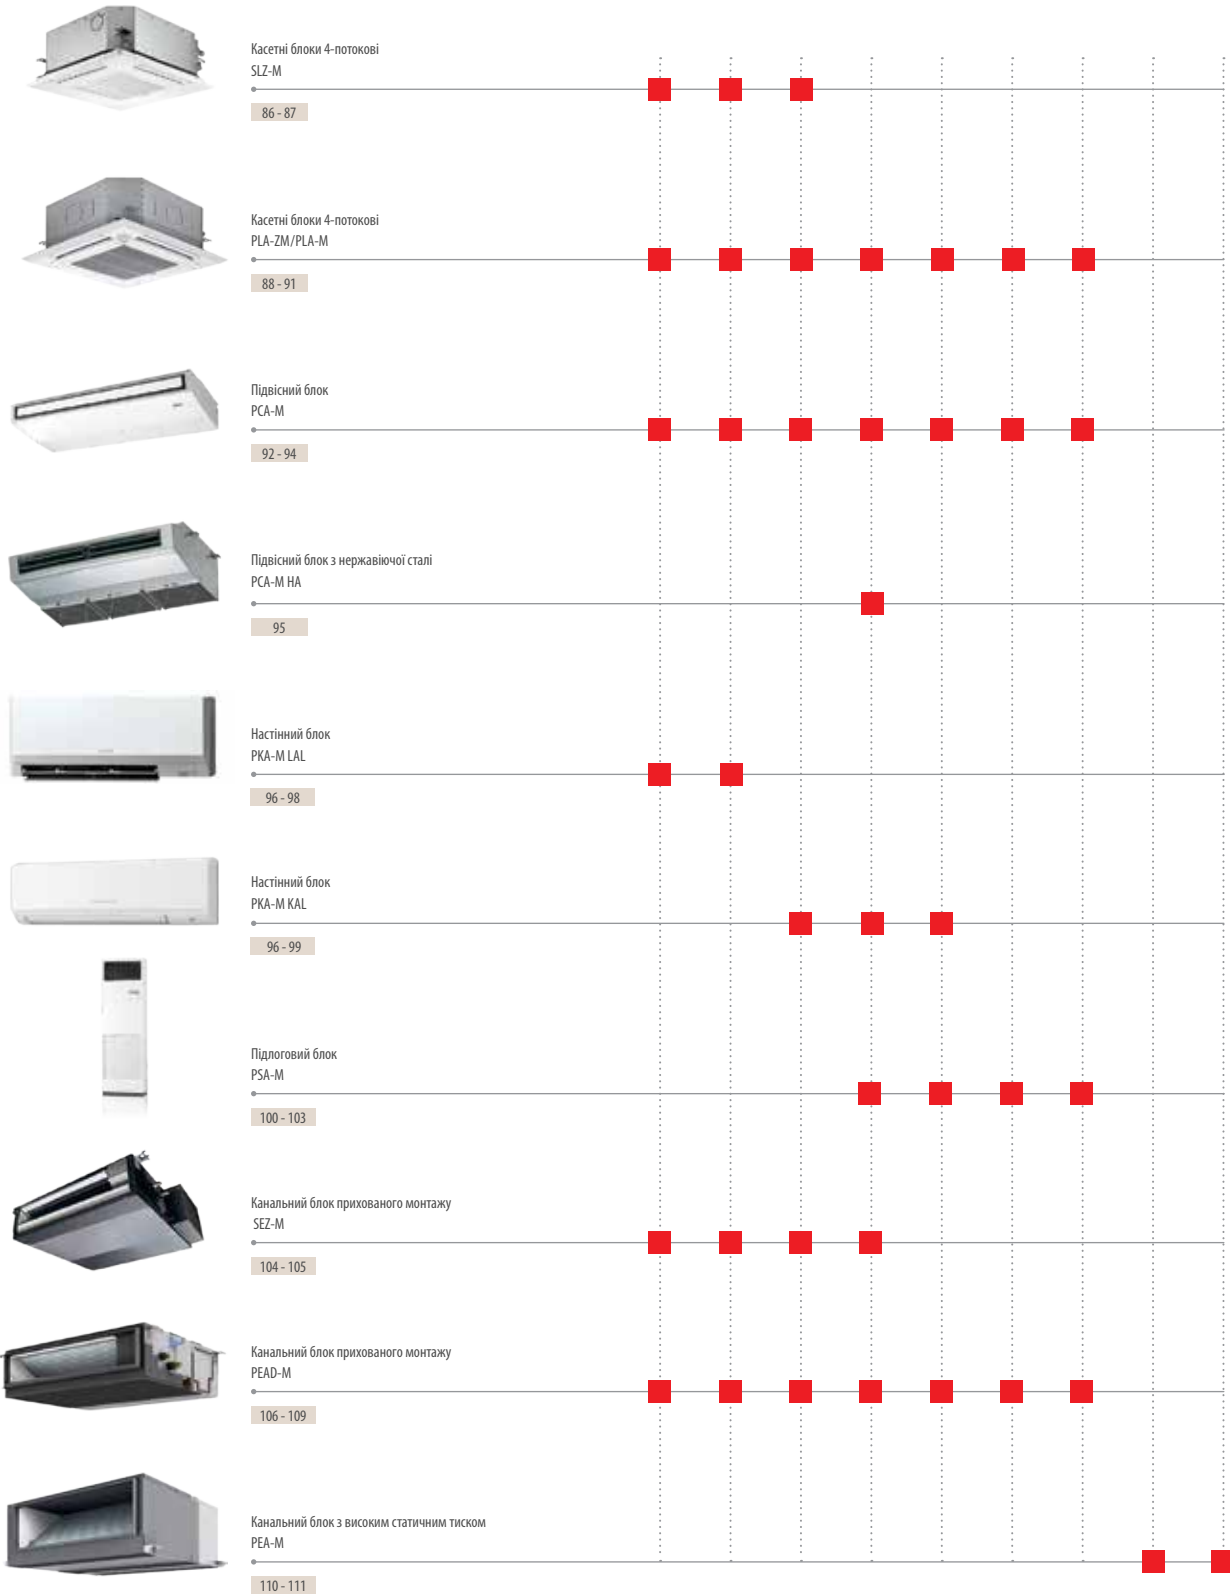 Касетні блоки 4-потокові
SLZ-M
86 - 87
Касетні блоки 4-потокові
PLA-ZM/PLA-M
88 - 91
Підвісний блок
PCA-M
92 - 94
Підвісний блок з нержавіючої сталі
PCA-M HA
95
Настінний блок
PKA-M LAL
96 - 98
Настінний блок
PKA-M KAL
96 - 99
Підлоговий блок
PSA-M
100 - 103
Канальний блок прихованого монтажу
SEZ-M
104 - 105
Канальний блок прихованого монтажу
PEAD-M
106 - 109
Канальний блок з високим статичним тиском
PEA-M
110 - 111